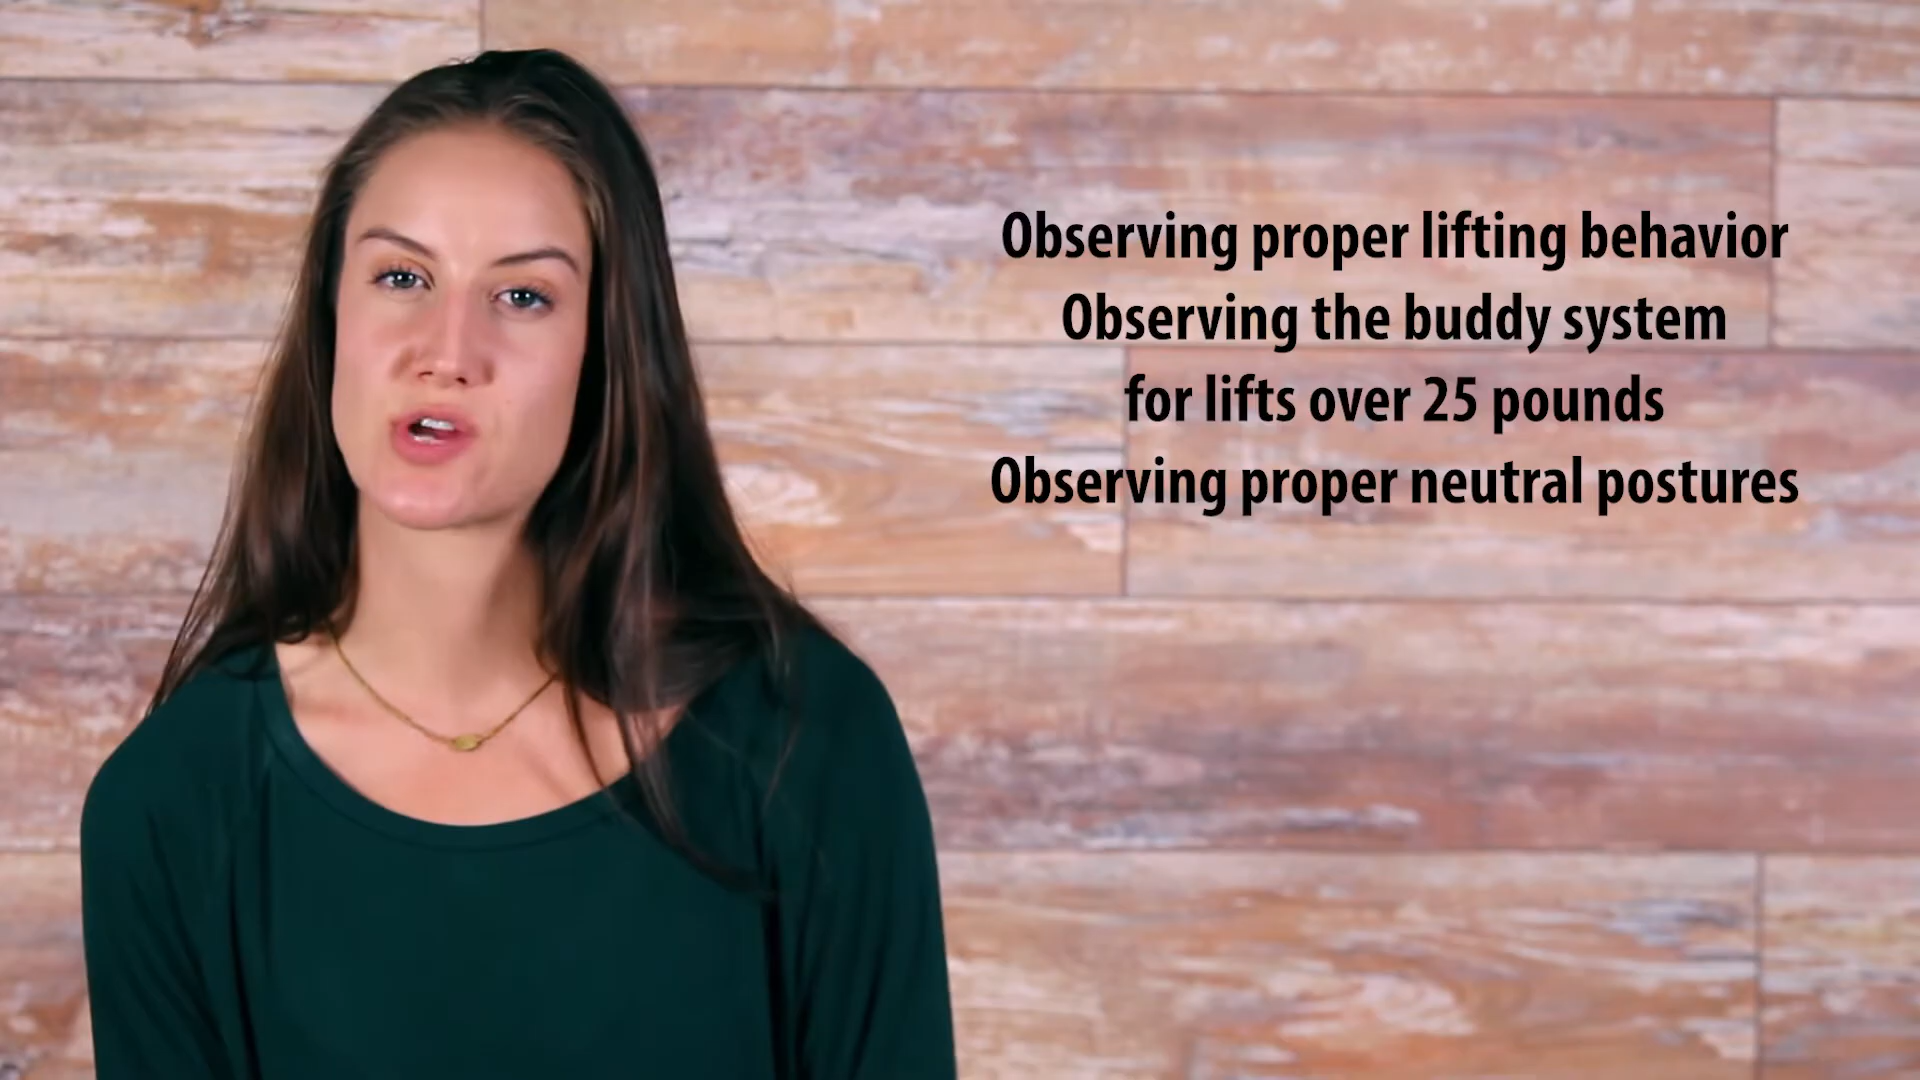 Observing proper lifting behavior
Observing the buddy system
for lifts over 25 pounds
Observing proper neutral postures